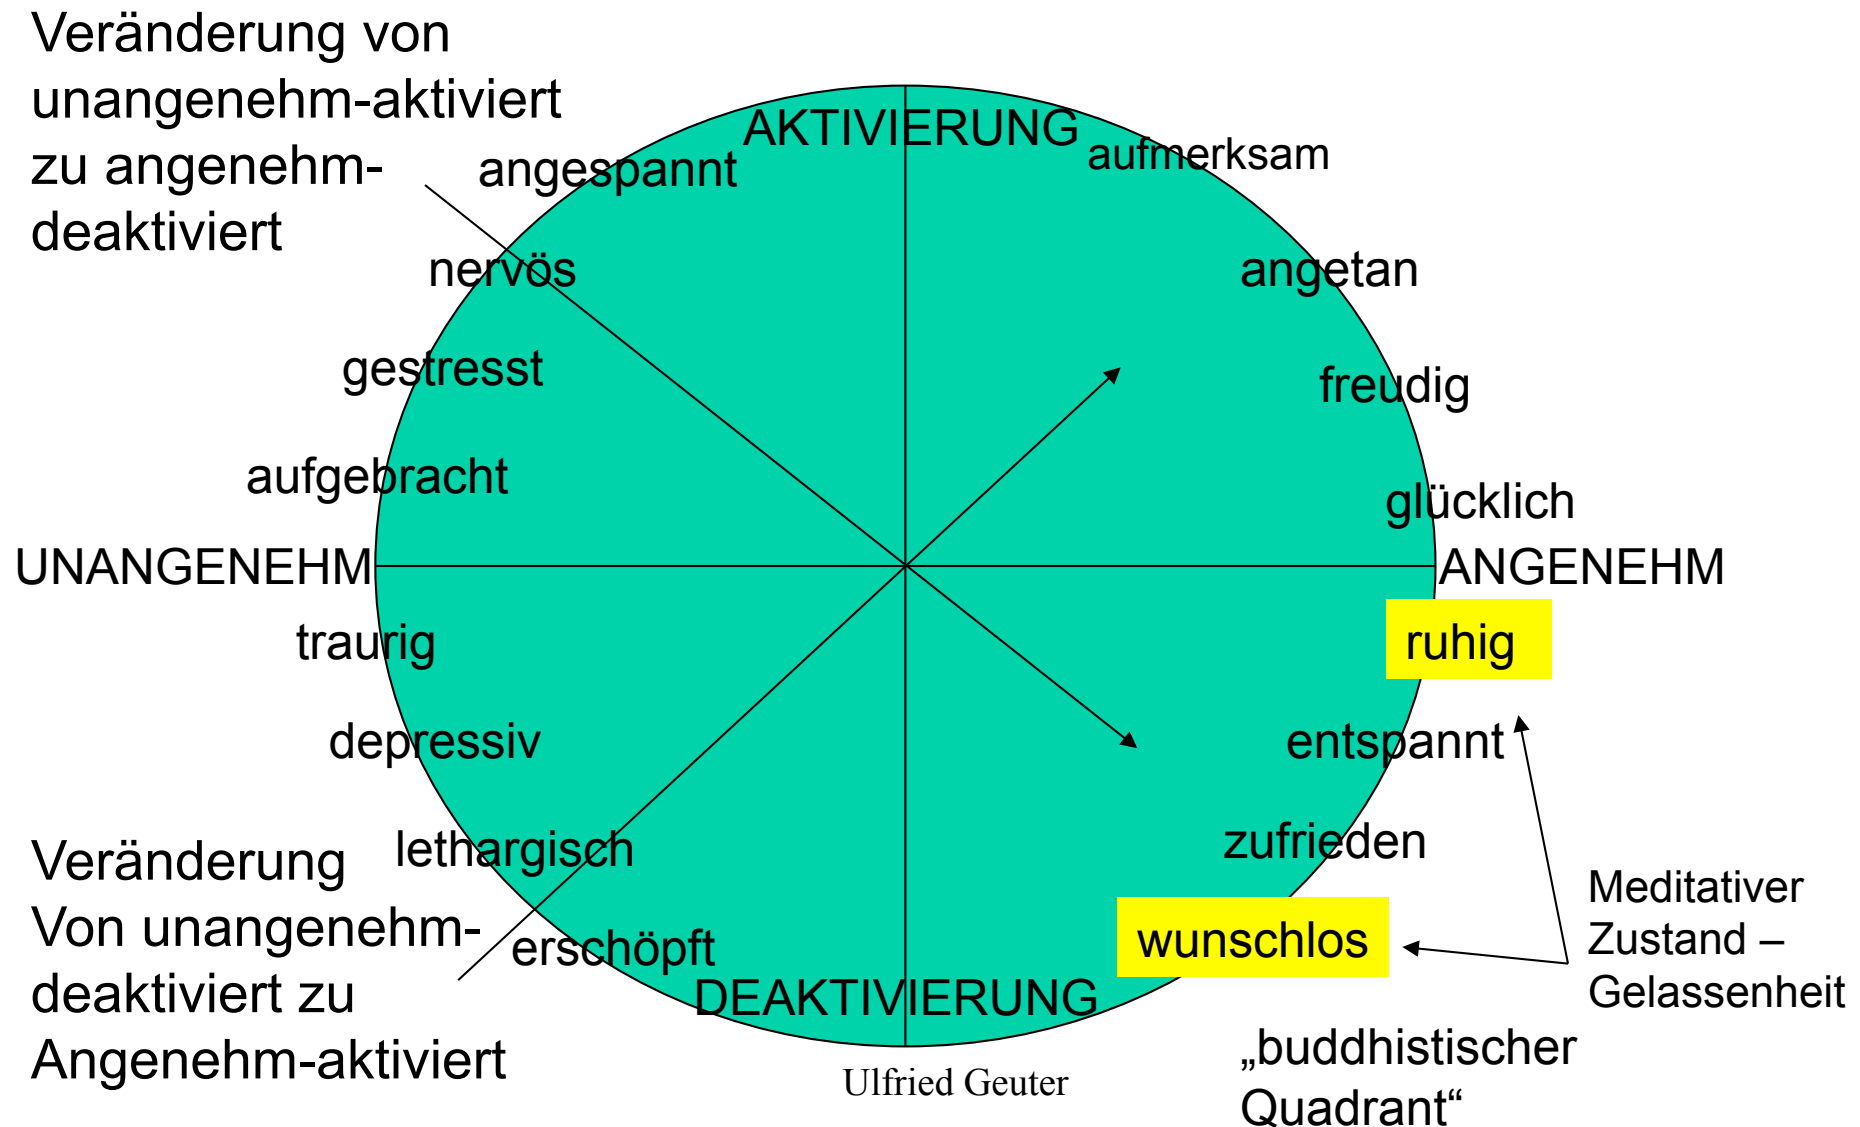 Veränderung von
unangenehm-aktiviert
zu angenehm-
deaktiviert
AKTIVIERUNG
angespannt
aufmerksam
nervös
angetan
gestresst
freudig
aufgebracht
glücklich
UNANGENEHM
ANGENEHM
traurig
ruhig
depressiv
entspannt
lethargisch
zufrieden
erschöpft
wunschlos
DEAKTIVIERUNG
Veränderung
Von unangenehm-
deaktiviert zu
Angenehm-aktiviert
Meditativer
Zustand –
Gelassenheit
„buddhistischer
Quadrant“
Ulfried Geuter